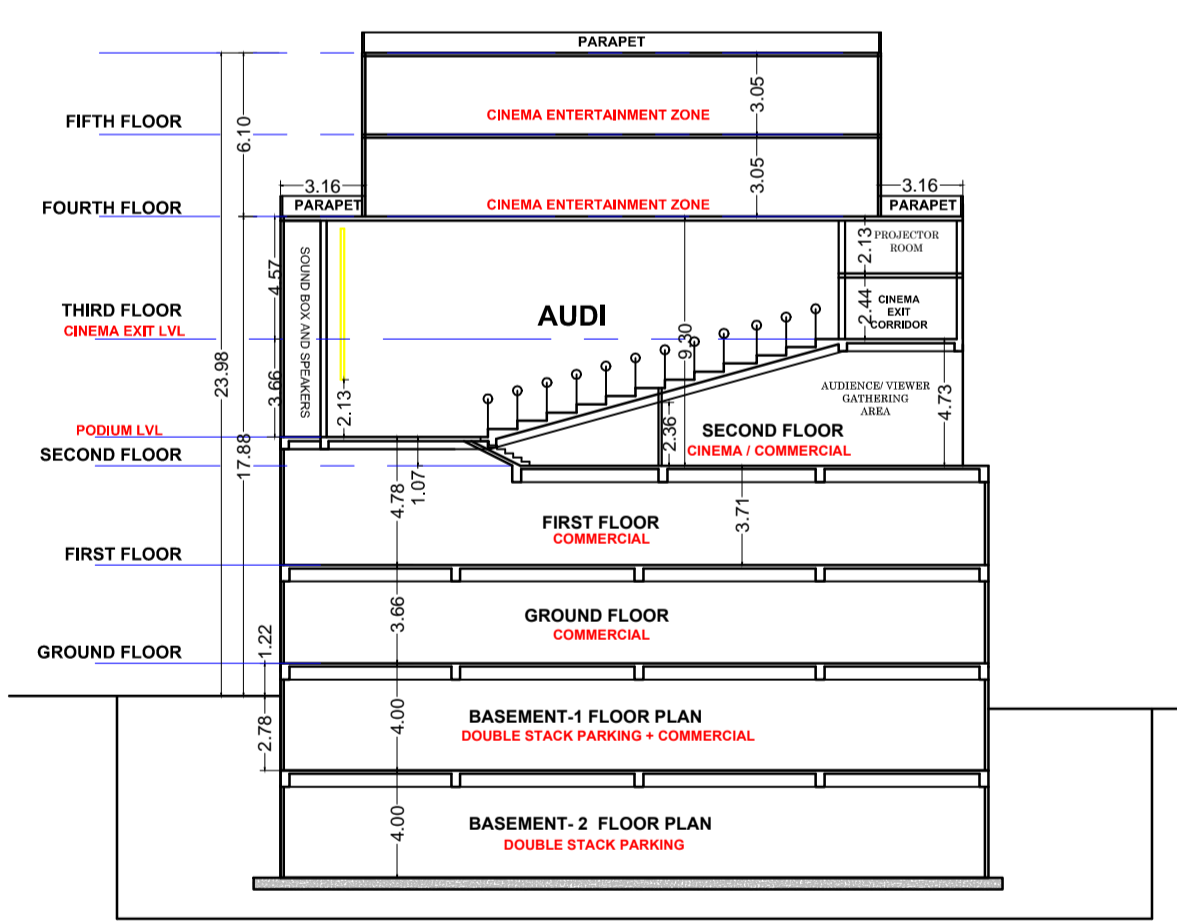 PARAPET
3.05
CINEMA ENTERTAINMENT ZONE
FIFTH FLOOR
6.10
3.05
3.16
3.16
FOURTH FLOOR
PARAPET
CINEMA ENTERTAINMENT ZONE
PARAPET
PROJECTOR
ROOM
2.13
SOUND BOX AND SPEAKERS
4.57
THIRD FLOOR
CINEMA EXIT LVL
AUDI
9.30
2.44
CINEMA
EXIT
CORRIDOR
23.98
3.66
2.13
AUDIENCE/ VIEWER
GATHERING
AREA
4.73
PODIUM LVL
SECOND FLOOR
17.88
2.36
SECOND FLOOR
CINEMA / COMMERCIAL
1.07
4.78
3.71
FIRST FLOOR
COMMERCIAL
FIRST FLOOR
3.66
GROUND FLOOR
COMMERCIAL
1.22
GROUND FLOOR
2.78
4.00
BASEMENT-1 FLOOR PLAN
DOUBLE STACK PARKING + COMMERCIAL
4.00
BASEMENT- 2 FLOOR PLAN
DOUBLE STACK PARKING